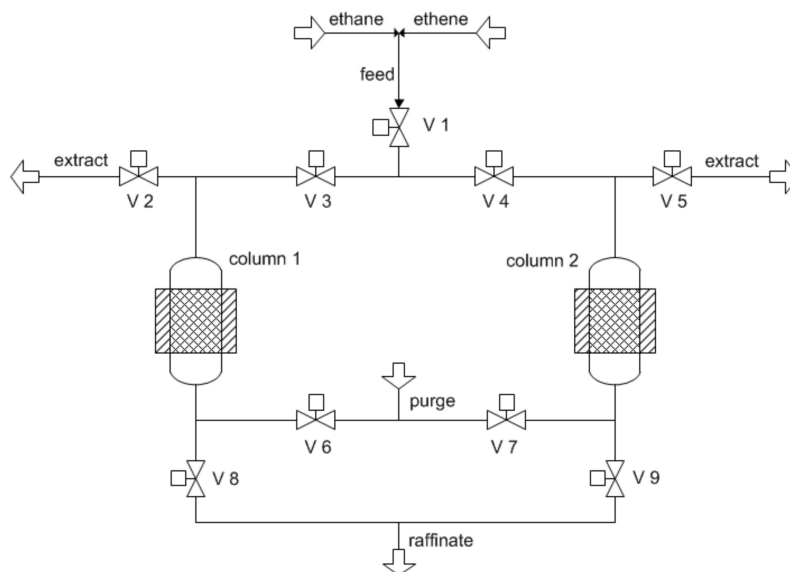 ethane ethene
feed
V 1
extract extract
V 2 V 3 V 4 V 5
column 1 column 2
purge
V 6 V 7
V 8 V 9
raffinate